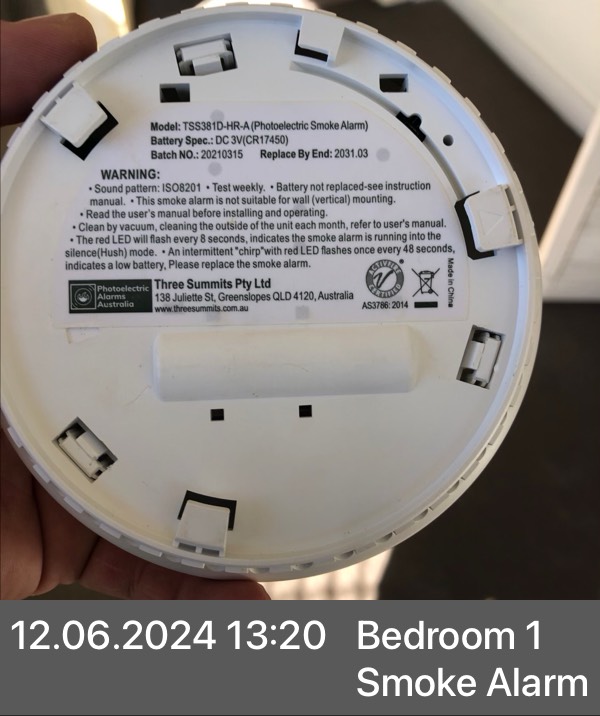 Model: TSS381D-HR-A (Photoelectric Smoke Alarm)
Battery Spec.: DC 3V(CR17450)
Batch NO.: 20210315 Replace By End: 2031.03
WARNING:
• Sound pattern: ISO8201 • Test weekly. • Battery not replaced-see instruction
manual. • This smoke alarm is not suitable for wall (vertical) mounting.
• Read the user's manual before installing and operating.
• Clean by vacuum, cleaning the outside of the unit each month, refer to user's manual.
• The red LED will flash every 8 seconds, indicates the smoke alarm is running into the
silence(Hush) mode. • An intermittent "chirp"with red LED flashes once every 48 seconds,
indicates a low battery, Please replace the smoke alarm.
Photoelectric
Alarms
Australia
Three Summits Pty Ltd
138 Juliette St, Greenslopes QLD 4120, Australia
www.threesummits.com.au
AS3786: 2014
Made in China
12.06.2024 13:20 Bedroom 1
Smoke Alarm